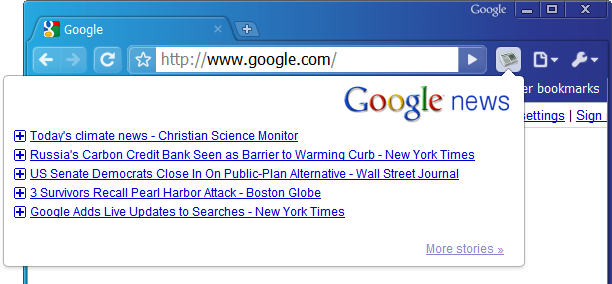 Google
Google
http://www.google.com/
er bookmarks
Google news
ettings | Sign
Today's climate news - Christian Science Monitor
Russia's Carbon Credit Bank Seen as Barrier to Warming Curb - New York Times
US Senate Democrats Close In On Public-Plan Alternative - Wall Street Journal
3 Survivors Recall Pearl Harbor Attack - Boston Globe
Google Adds Live Updates to Searches - New York Times
More stories »